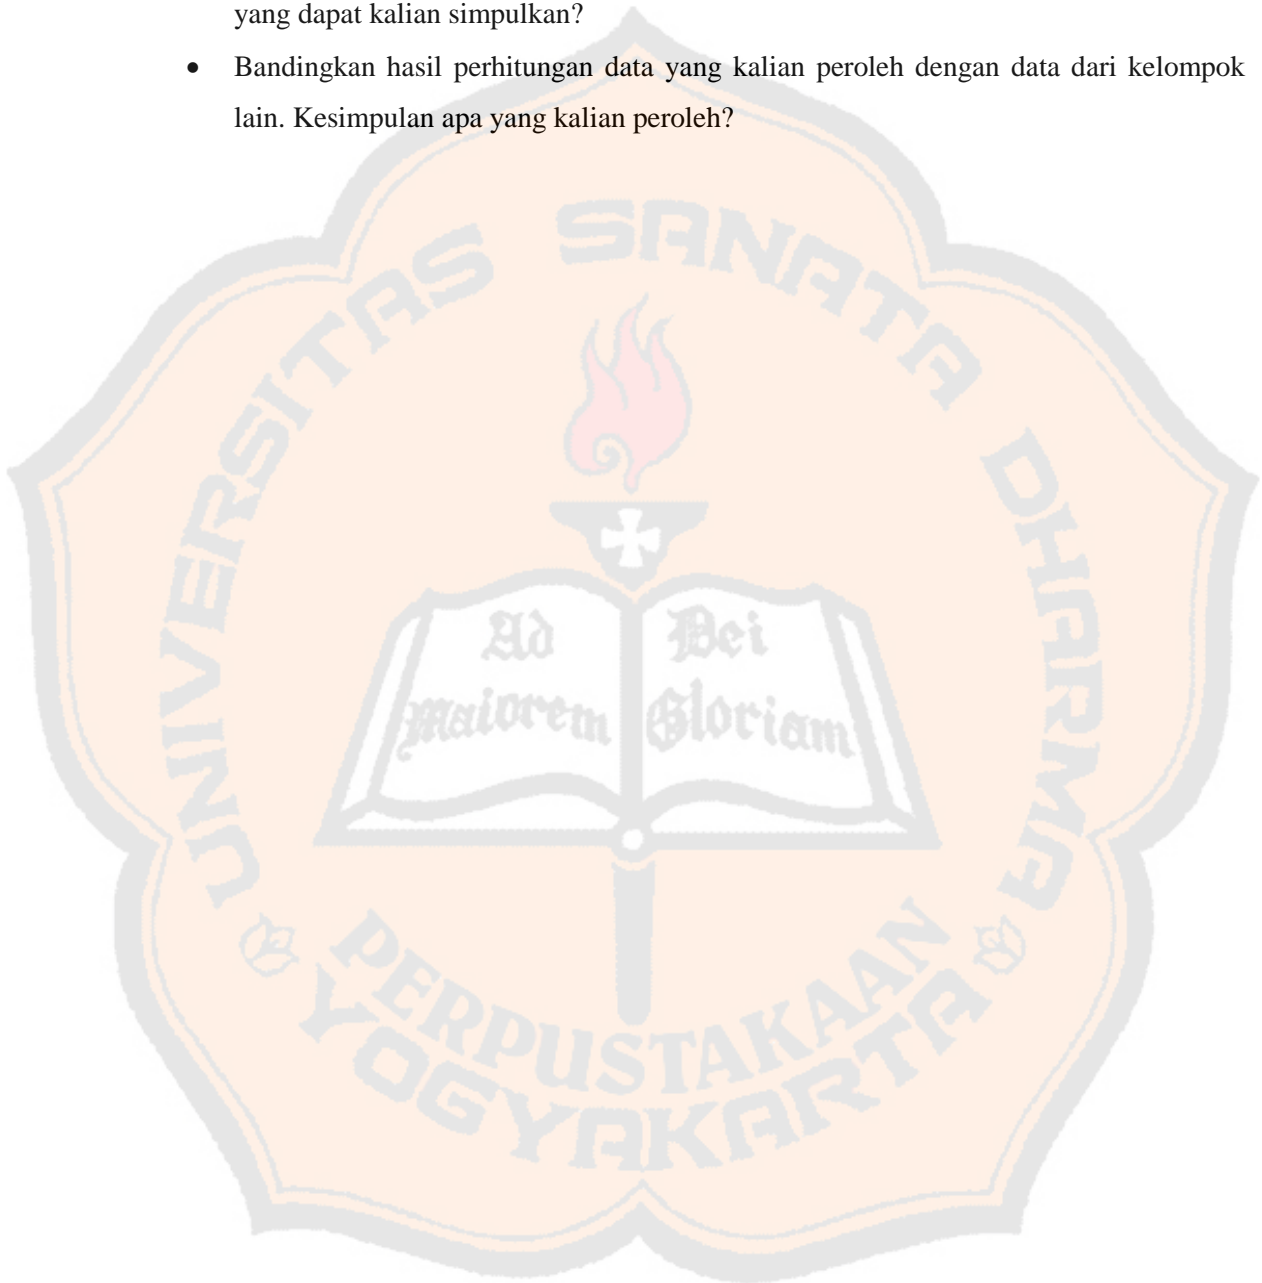 yang dapat kalian simpulkan?
• Bandingkan hasil perhitungan data yang kalian peroleh dengan data dari kelompok
lain. Kesimpulan apa yang kalian peroleh?
UNIVERSITAS SANATA DHARMA
Ad
Dei
maiorem
Gloriam
PERPUSTAKAAN
YOGYAKARTA